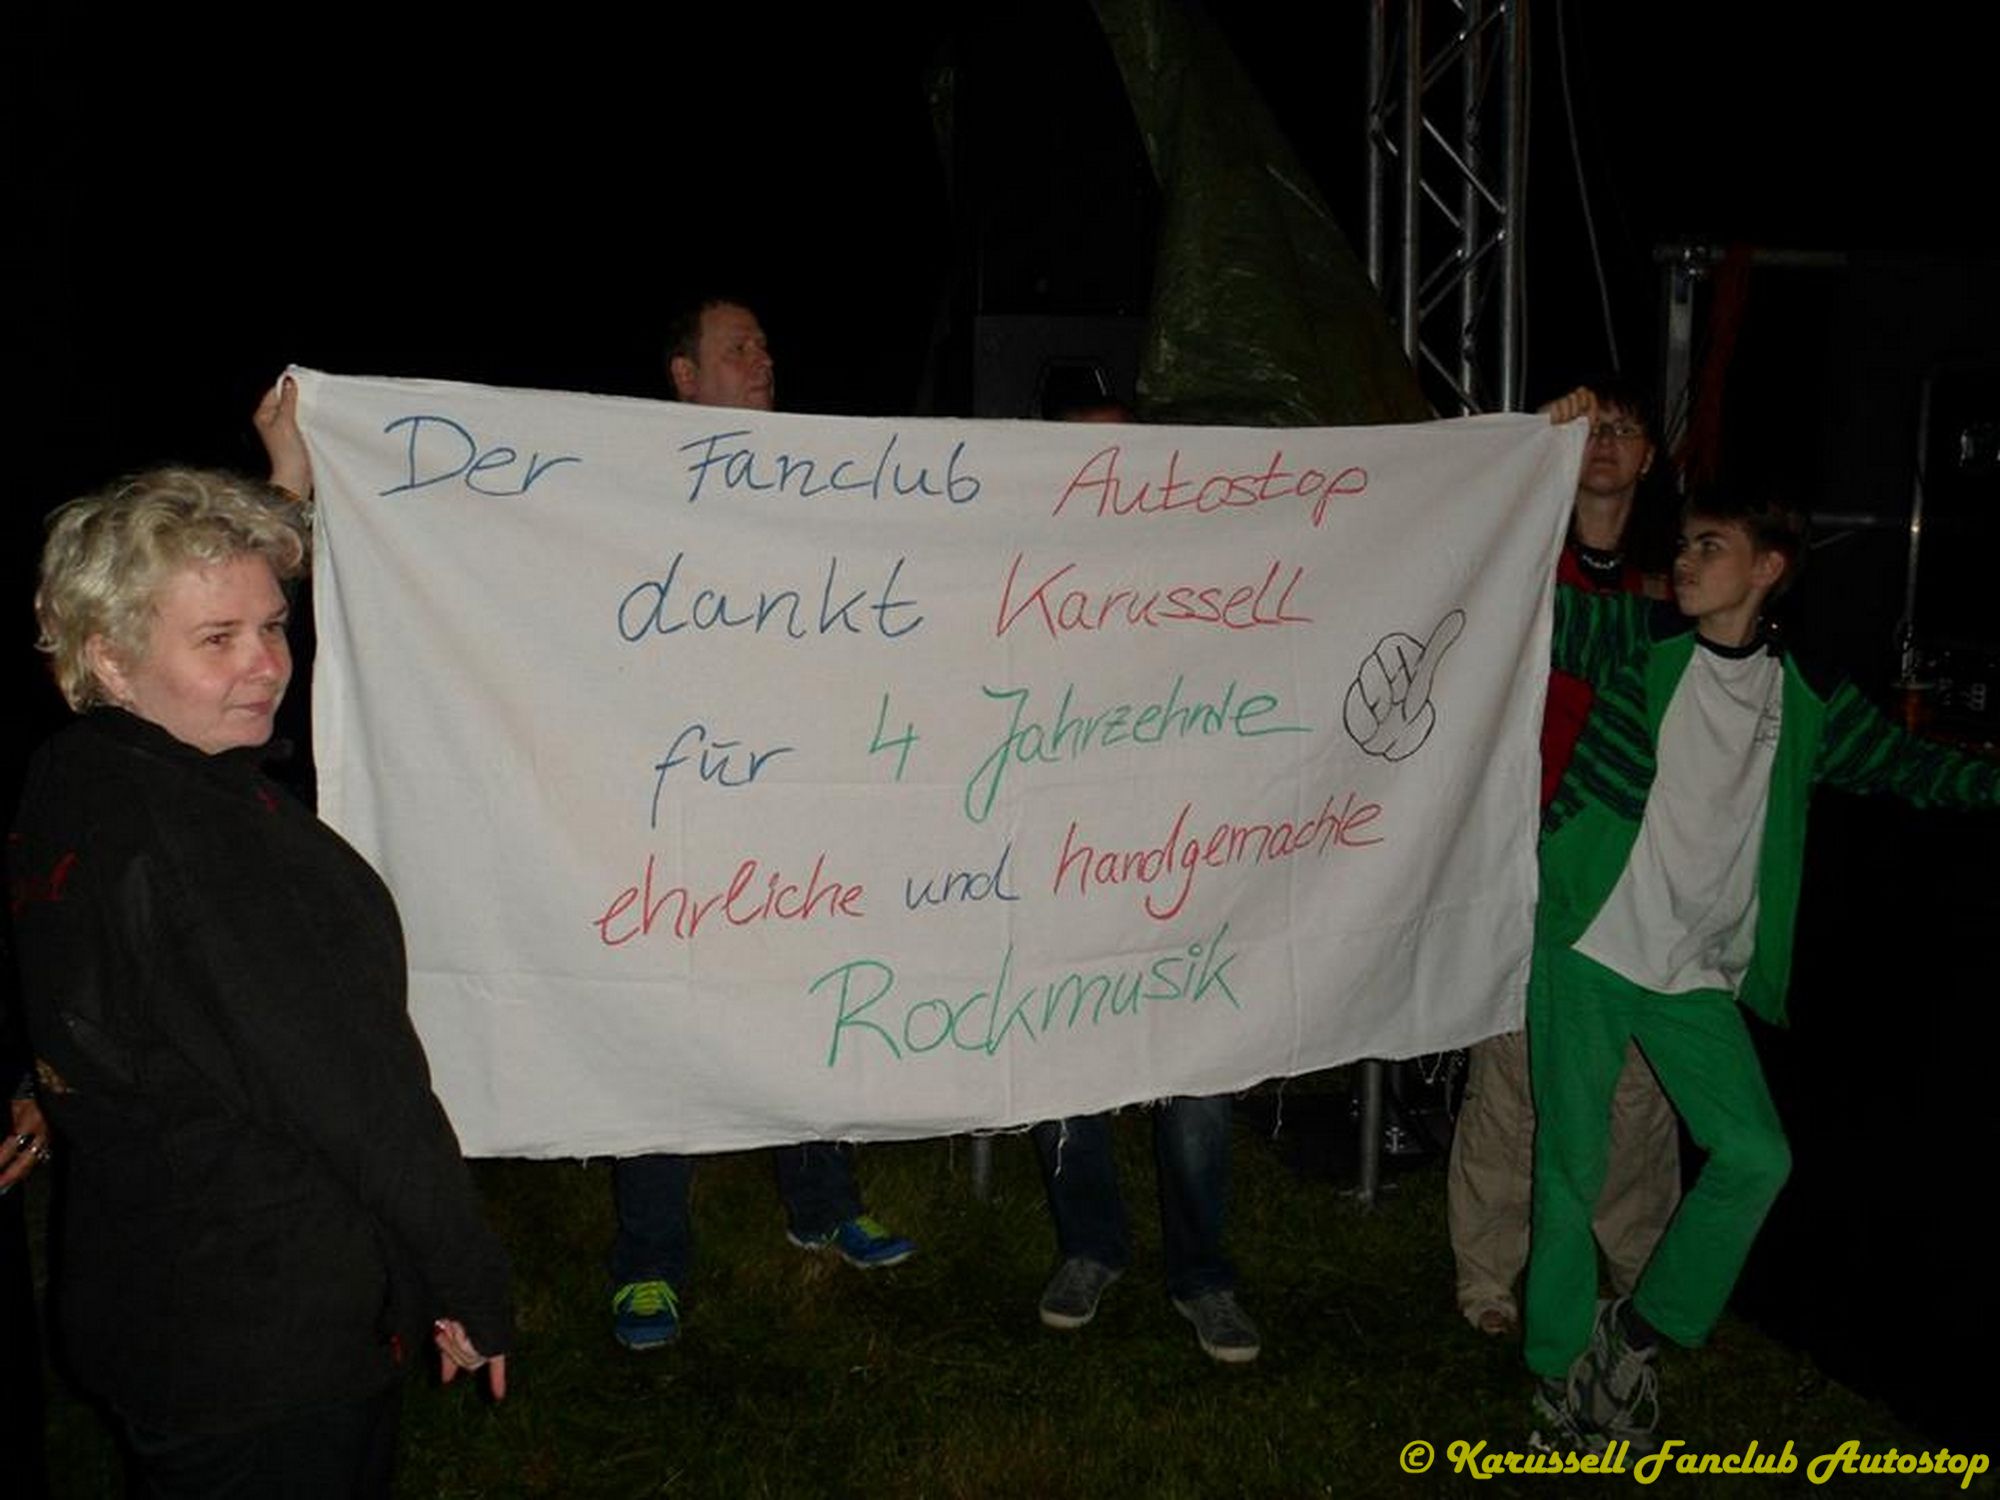 Der Fanclub Autostop
dankt Karussell
für 4 Jahrzehnte
ehrliche und handgemachte
Rockmusik
© Karussell Fanclub Autostop